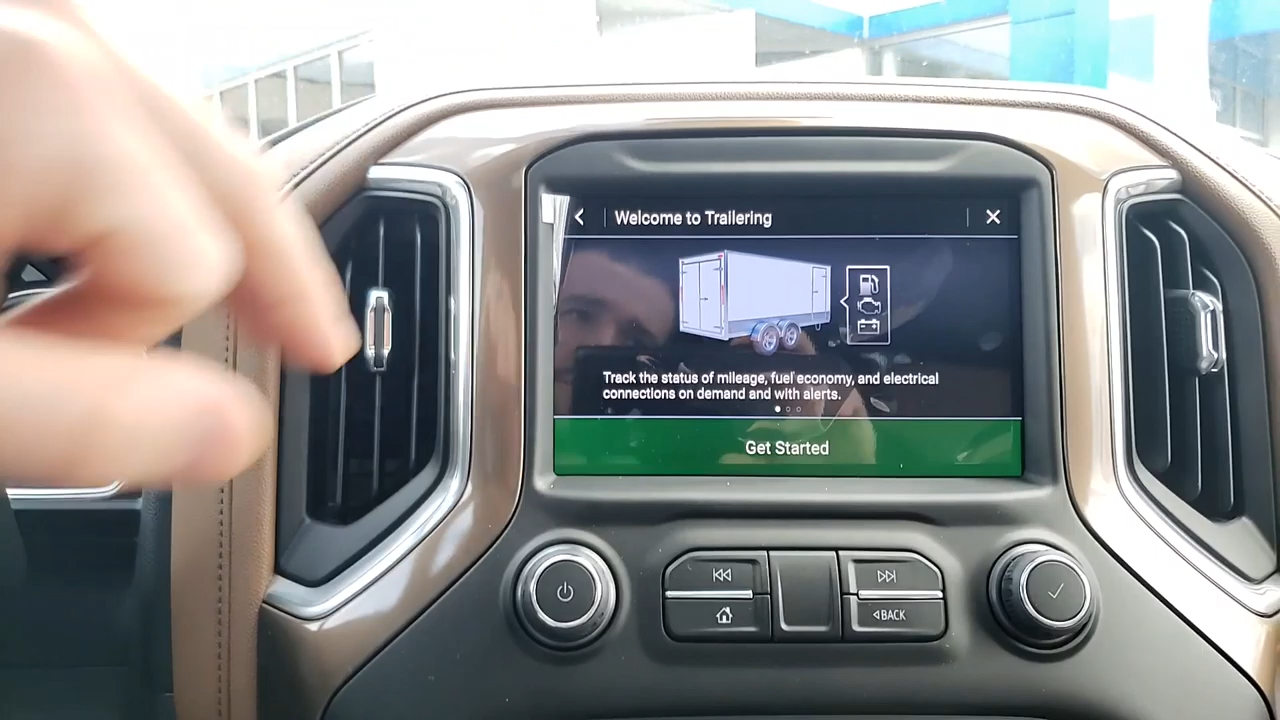 Welcome to Trailering
Track the status of mileage, fuel economy, and electrical
connections on demand and with alerts.
Get Started
BACK